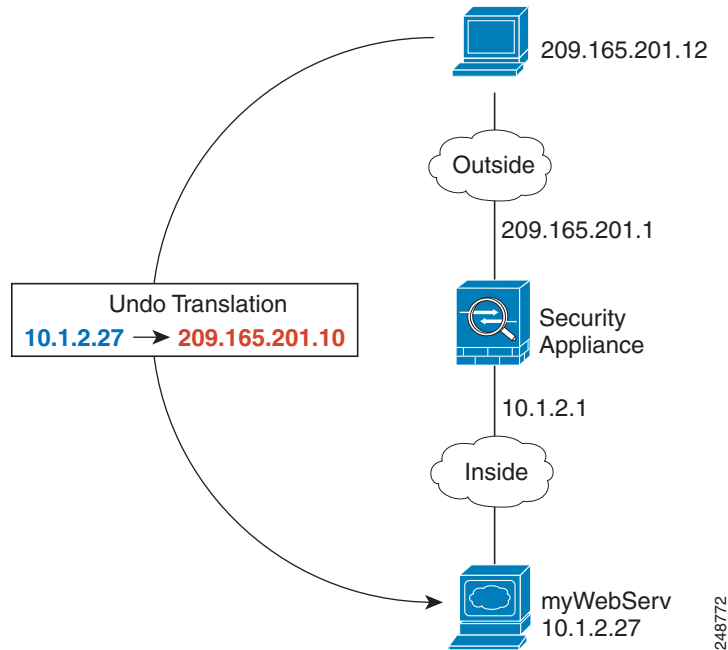 209.165.201.12
Outside
209.165.201.1
Undo Translation
10.1.2.27 → 209.165.201.10
Security
Appliance
10.1.2.1
Inside
myWebServ
10.1.2.27
248772